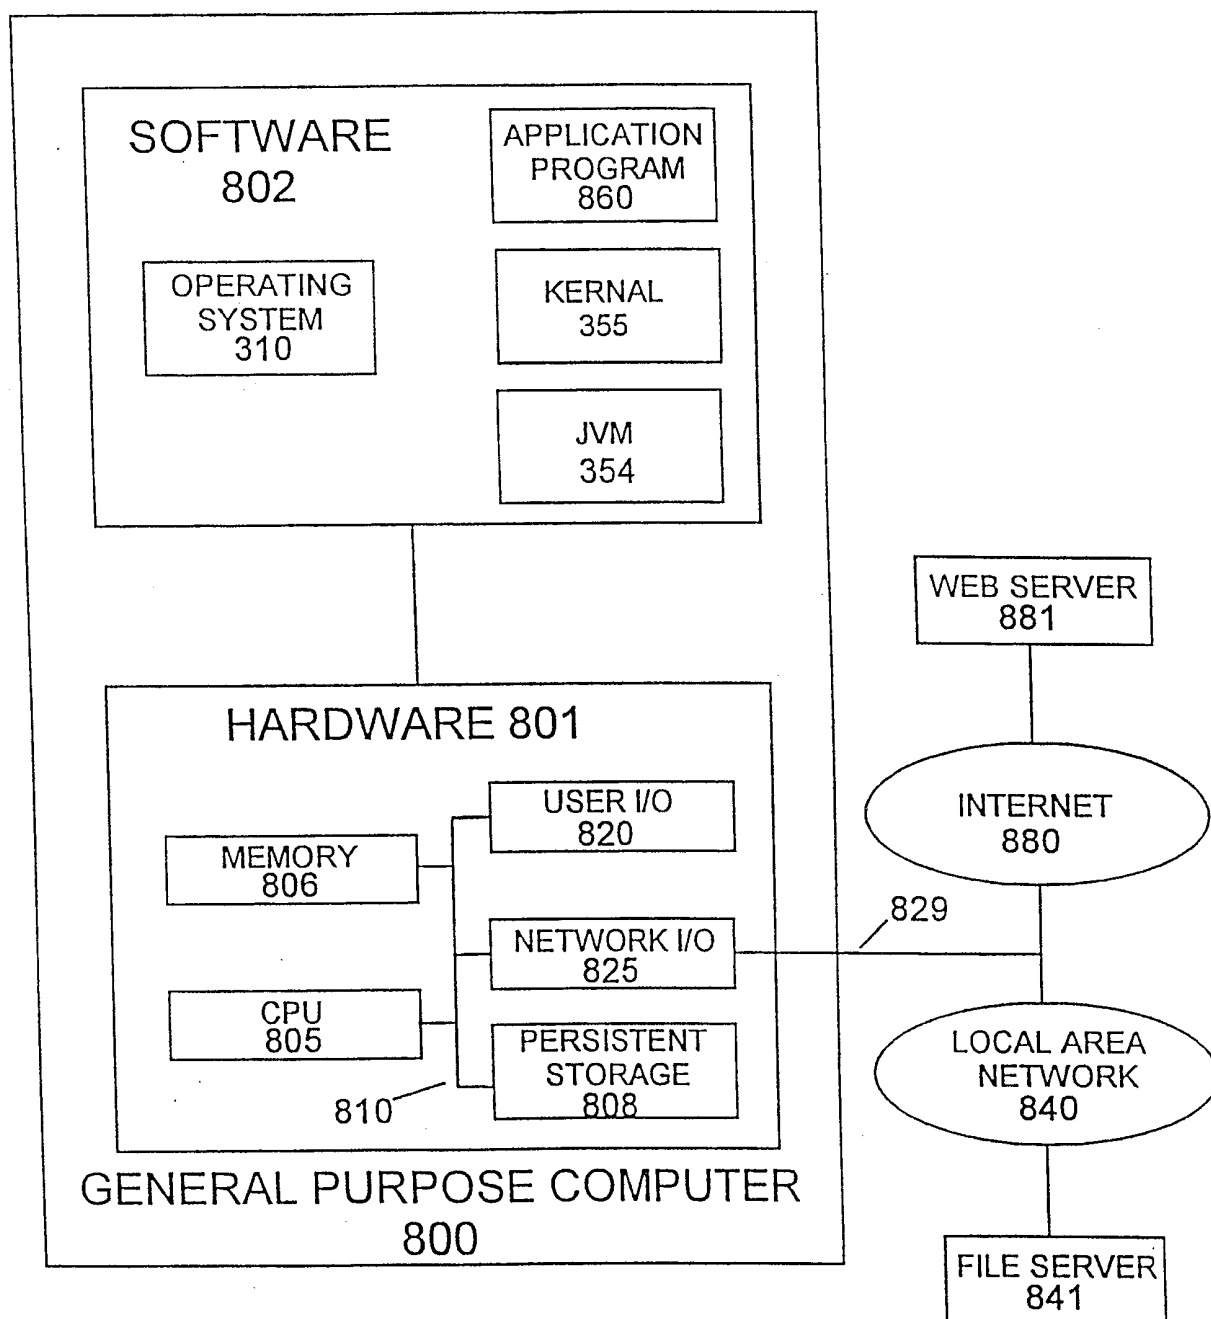 SOFTWARE
802
APPLICATION
PROGRAM
860
OPERATING
SYSTEM
310
KERNAL
355
JVM
354
WEB SERVER
881
HARDWARE 801
USER I/O
820
MEMORY
806
INTERNET
880
829
NETWORK I/O
825
CPU
805
PERSISTENT
STORAGE
808
810
LOCAL AREA
NETWORK
840
GENERAL PURPOSE COMPUTER
800
FILE SERVER
841